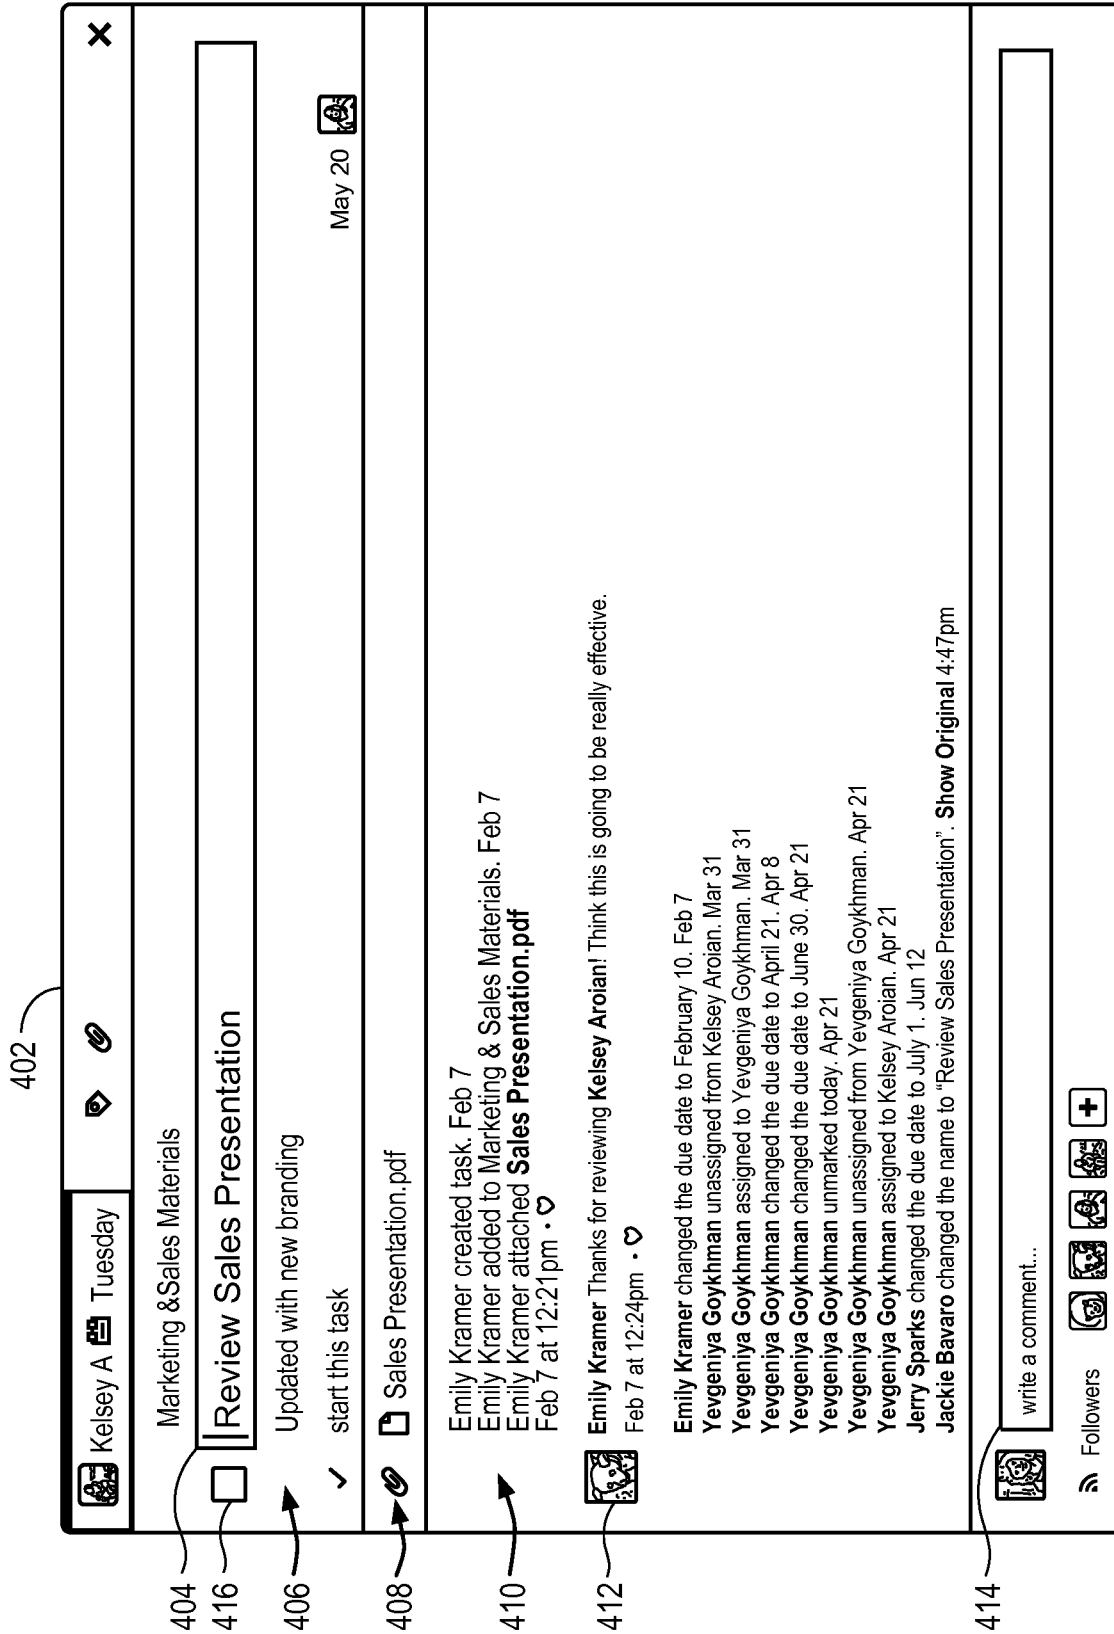 402
Kelsey A Tuesday
Marketing &Sales Materials
404
Review Sales Presentation
416
Updated with new branding
406
start this task May 20
408
Sales Presentation.pdf
410
Emily Kramer created task. Feb 7
Emily Kramer added to Marketing & Sales Materials. Feb 7
Emily Kramer attached Sales Presentation.pdf
Feb 7 at 12:21pm •
412
Emily Kramer Thanks for reviewing Kelsey Aroian! Think this is going to be really effective.
Feb 7 at 12:24pm •
Emily Kramer changed the due date to February 10. Feb 7
Yevgeniya Goykhman unassigned from Kelsey Aroian. Mar 31
Yevgeniya Goykhman assigned to Yevgeniya Goykhman. Mar 31
Yevgeniya Goykhman changed the due date to April 21. Apr 8
Yevgeniya Goykhman changed the due date to June 30. Apr 21
Yevgeniya Goykhman unmarked today. Apr 21
Yevgeniya Goykhman unassigned from Yevgeniya Goykhman. Apr 21
Yevgeniya Goykhman assigned to Kelsey Aroian. Apr 21
Jerry Sparks changed the due date to July 1. Jun 12
Jackie Bavaro changed the name to “Review Sales Presentation”. Show Original 4:47pm
414
write a comment...
Followers